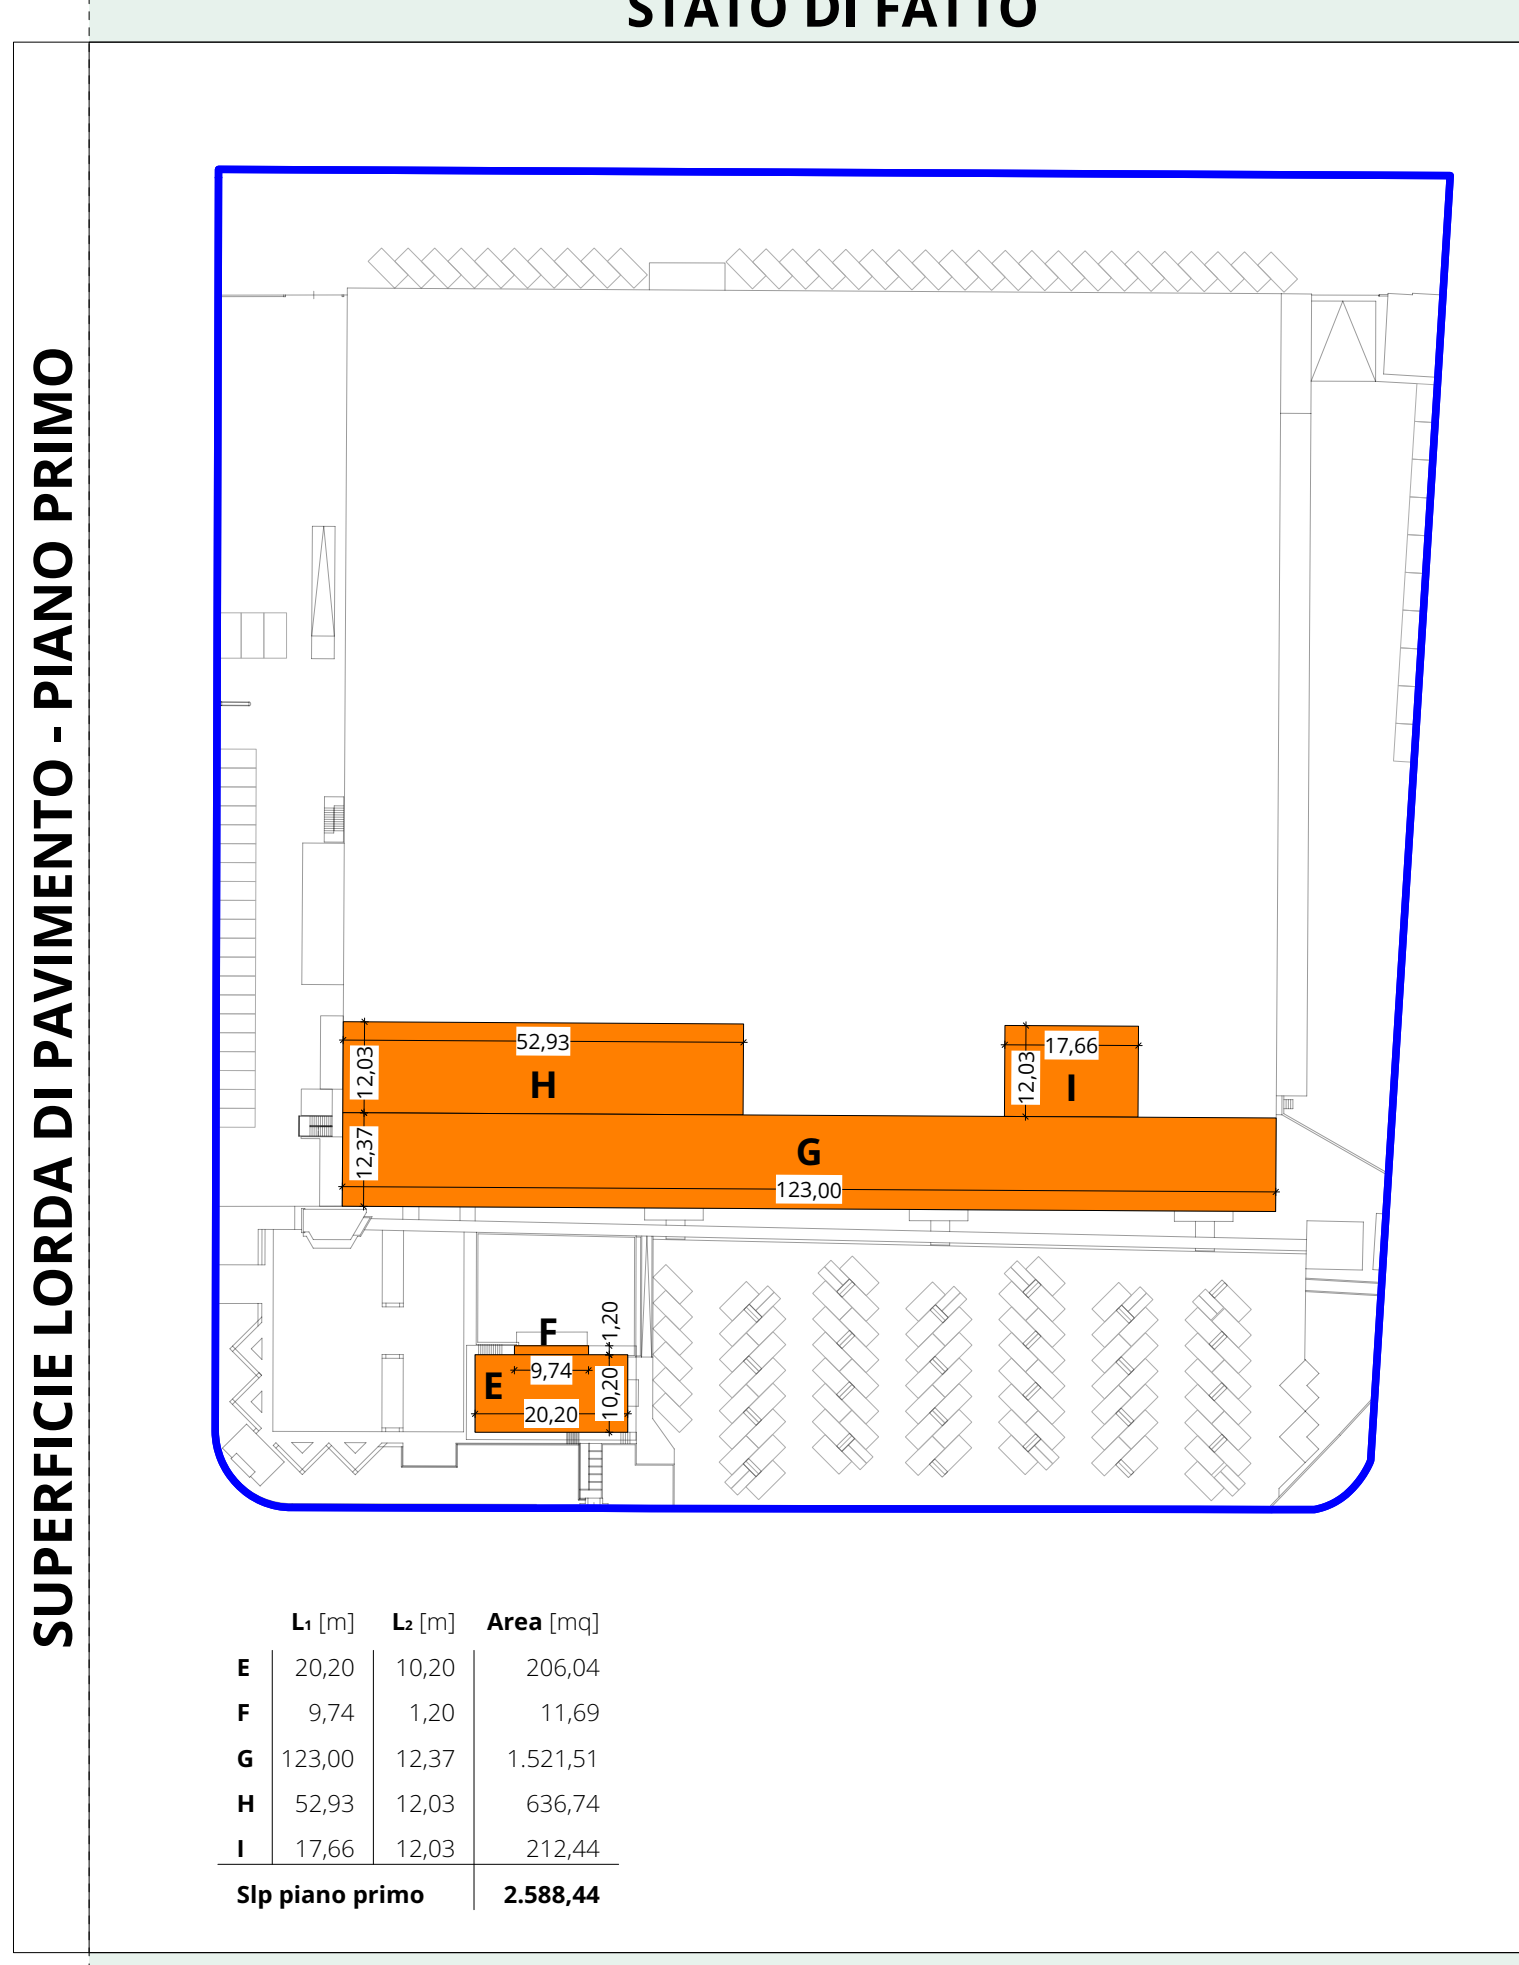 STATO DI FATTO
SUPERFICIE LORDA DI PAVIMENTO - PIANO PRIMO
52,93
12,03
H
17,66
12,03
I
12,37
G
123,00
F
1,20
9,74
E
10,20
20,20
L1 [m] L2 [m] Area [mq]
E 20,20 10,20 206,04
F 9,74 1,20 11,69
G 123,00 12,37 1.521,51
H 52,93 12,03 636,74
I 17,66 12,03 212,44
Slp piano primo 2.588,44